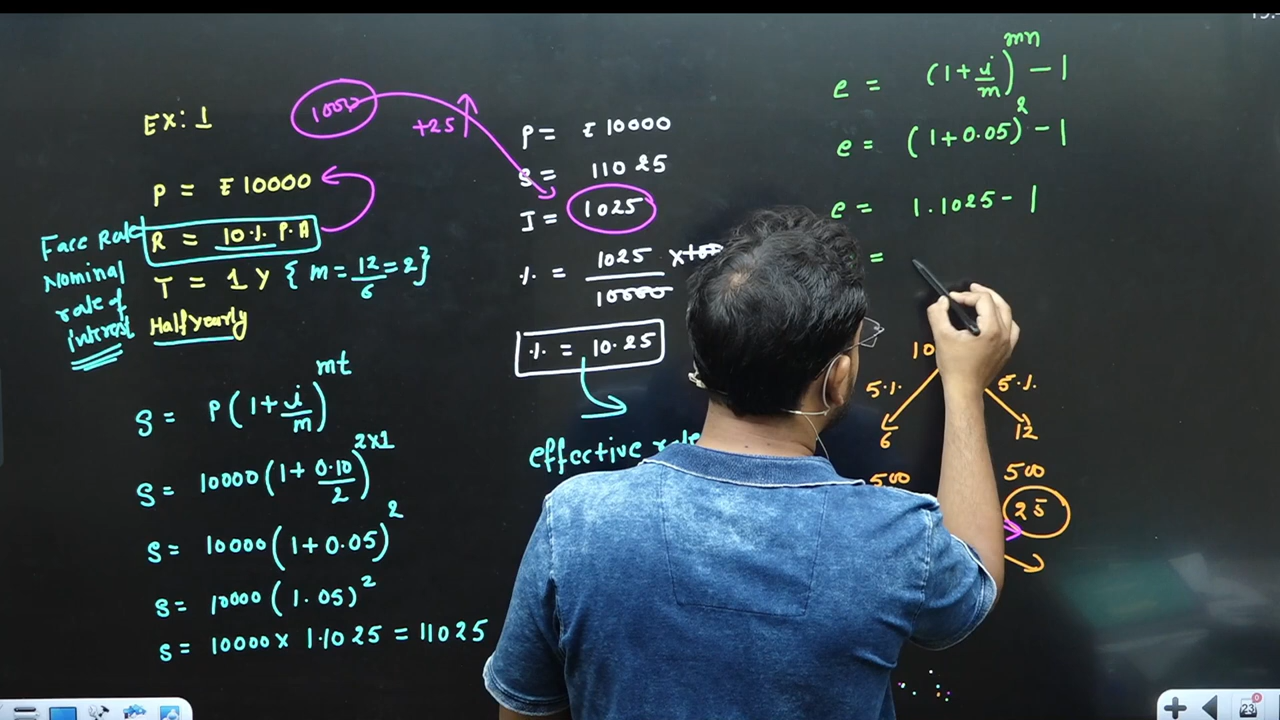 EX: 1
P = ₹10000
R = 10% P.A
T = 1 Y { m = 12/6 = 2 }
Half yearly
Face Rate
Nominal
rate of
interest
S = P(1 + i/m)^mt
S = 10000(1 + 0.10/2)^2×1
S = 10000(1 + 0.05)^2
S = 10000(1.05)^2
S = 10000 × 1.1025 = 11025
+25
P = ₹10000
S = 11025
I = 1025
% = 1025/10000 ×100
% = 10.25
effective rate
e = (1 + i/m)^mn - 1
e = (1 + 0.05)^2 - 1
e = 1.1025 - 1
=
5% 5%
6 12
500 500
25
23